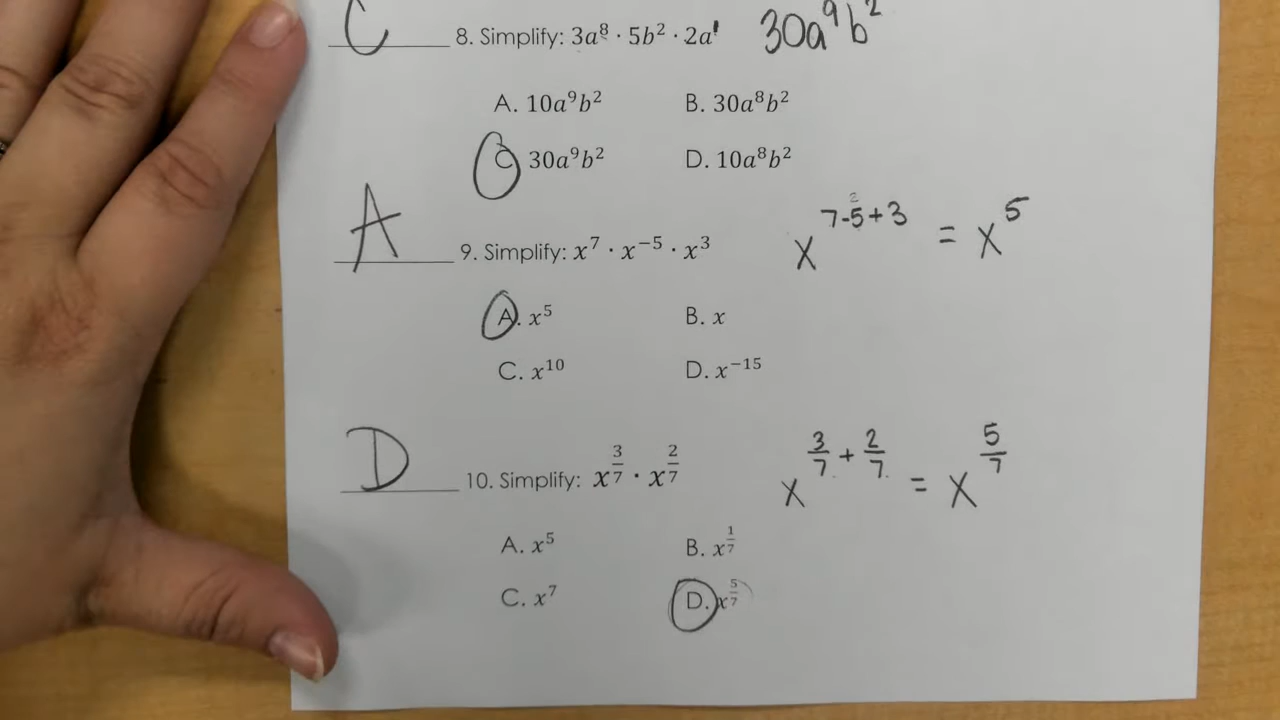 C 8. Simplify: 3a⁸ · 5b² · 2a¹ 30a⁹b²
A. 10a⁹b² B. 30a⁸b²
C 30a⁹b² D. 10a⁸b²
A 9. Simplify: x⁷ · x⁻⁵ · x³ x⁷⁻⁵⁺³ = x⁵
A. x⁵ B. x
C. x¹⁰ D. x⁻¹⁵
D 10. Simplify: x^(3/7) · x^(2/7) x^(3/7 + 2/7) = x^(5/7)
A. x⁵ B. x^(1/7)
C. x⁷ D. x^(5/7)